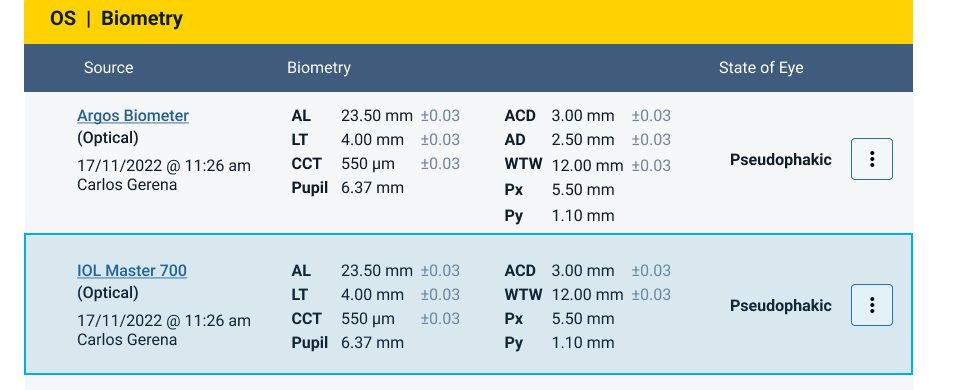 OS | Biometry
Source Biometry State of Eye
Argos Biometer
(Optical)
17/11/2022 @ 11:26 am
Carlos Gerena
AL 23.50 mm ±0.03
LT 4.00 mm ±0.03
CCT 550 µm ±0.03
Pupil 6.37 mm
ACD 3.00 mm ±0.03
AD 2.50 mm ±0.03
WTW 12.00 mm ±0.03
Px 5.50 mm
Py 1.10 mm
Pseudophakic
IOL Master 700
(Optical)
17/11/2022 @ 11:26 am
Carlos Gerena
AL 23.50 mm ±0.03
LT 4.00 mm ±0.03
CCT 550 µm ±0.03
Pupil 6.37 mm
ACD 3.00 mm ±0.03
WTW 12.00 mm ±0.03
Px 5.50 mm
Py 1.10 mm
Pseudophakic